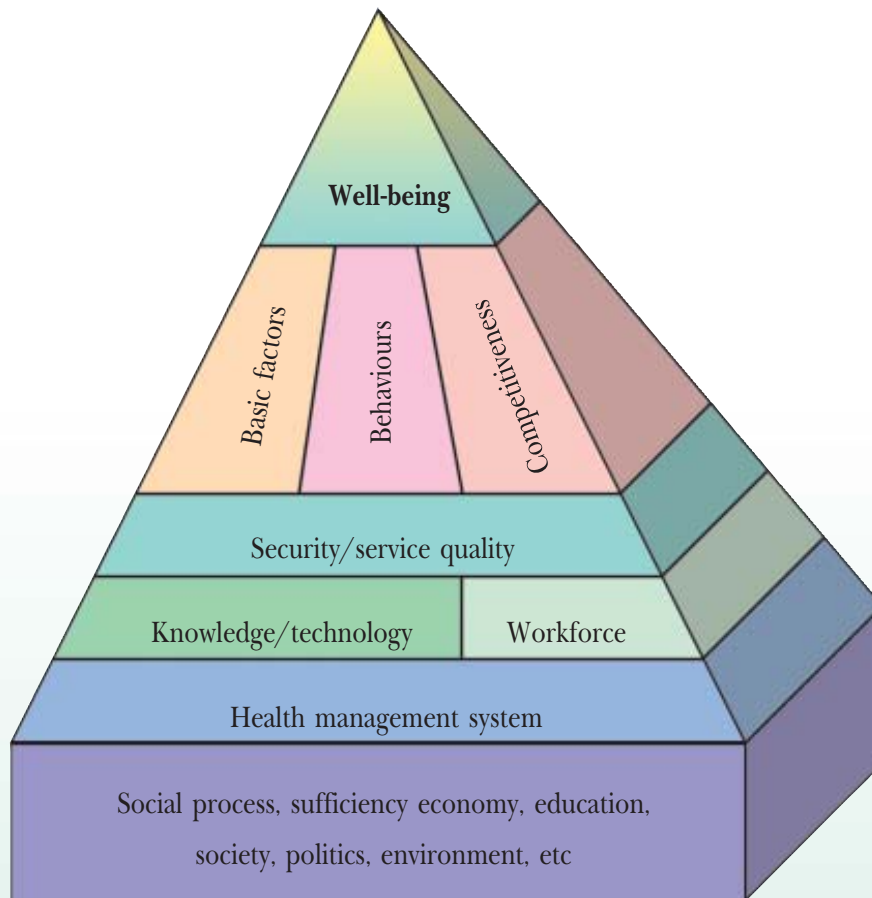 Well-being
Basic factors
Behaviours
Competitiveness
Security/service quality
Knowledge/technology
Workforce
Health management system
Social process, sufficiency economy, education,
society, politics, environment, etc